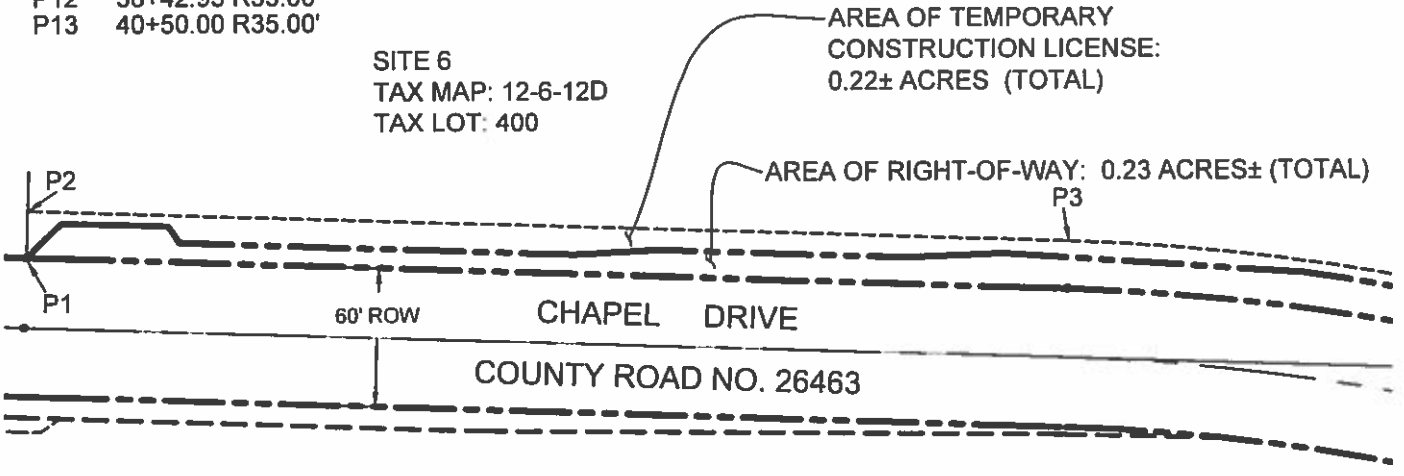 P13 40+50.00 R35.00'
SITE 6
TAX MAP: 12-6-12D
TAX LOT: 400
AREA OF TEMPORARY
CONSTRUCTION LICENSE:
0.22± ACRES (TOTAL)
AREA OF RIGHT-OF-WAY: 0.23 ACRES± (TOTAL)
P2
P3
P1
60' ROW
CHAPEL DRIVE
COUNTY ROAD NO. 26463